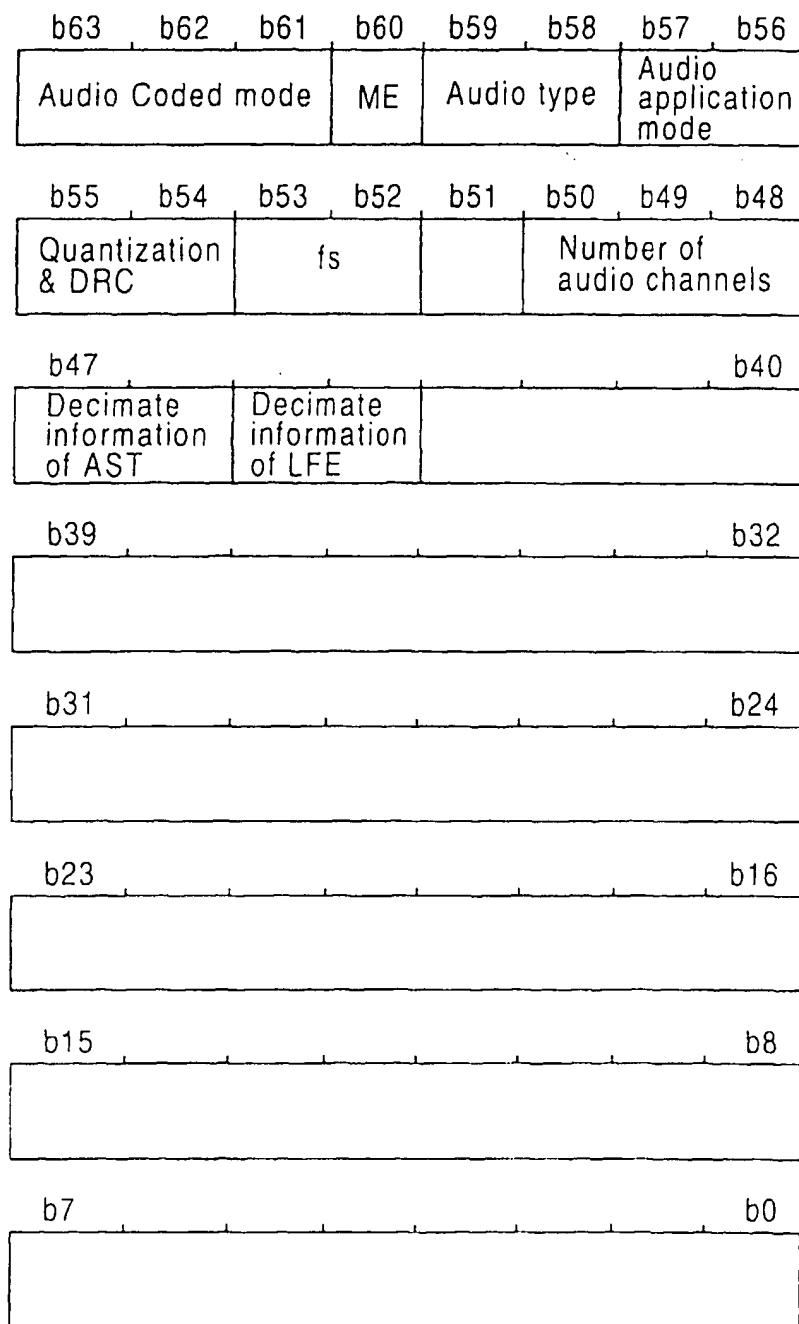 b63 b62 b61 b60 b59 b58 b57 b56
Audio Coded mode ME Audio type Audio
application
mode
b55 b54 b53 b52 b51 b50 b49 b48
Quantization fs Number of
& DRC audio channels
b47 b40
Decimate Decimate
information information
of AST of LFE
b39 b32
b31 b24
b23 b16
b15 b8
b7 b0